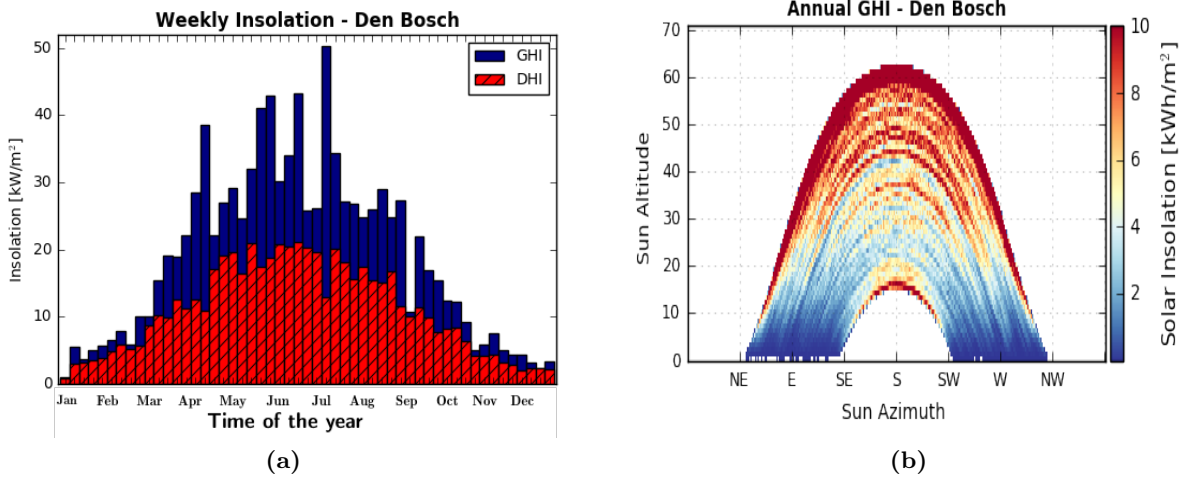 Weekly Insolation - Den Bosch
50
40
30
20
10
0
Insolation [kW/m²]
GHI
DHI
Jan Feb Mar Apr May Jun Jul Aug Sep Oct Nov Dec
Time of the year
(a)
Annual GHI - Den Bosch
70
60
50
40
30
20
10
0
Sun Altitude
NE E SE S SW W NW
Sun Azimuth
10
8
6
4
2
Solar Insolation [kWh/m²]
(b)